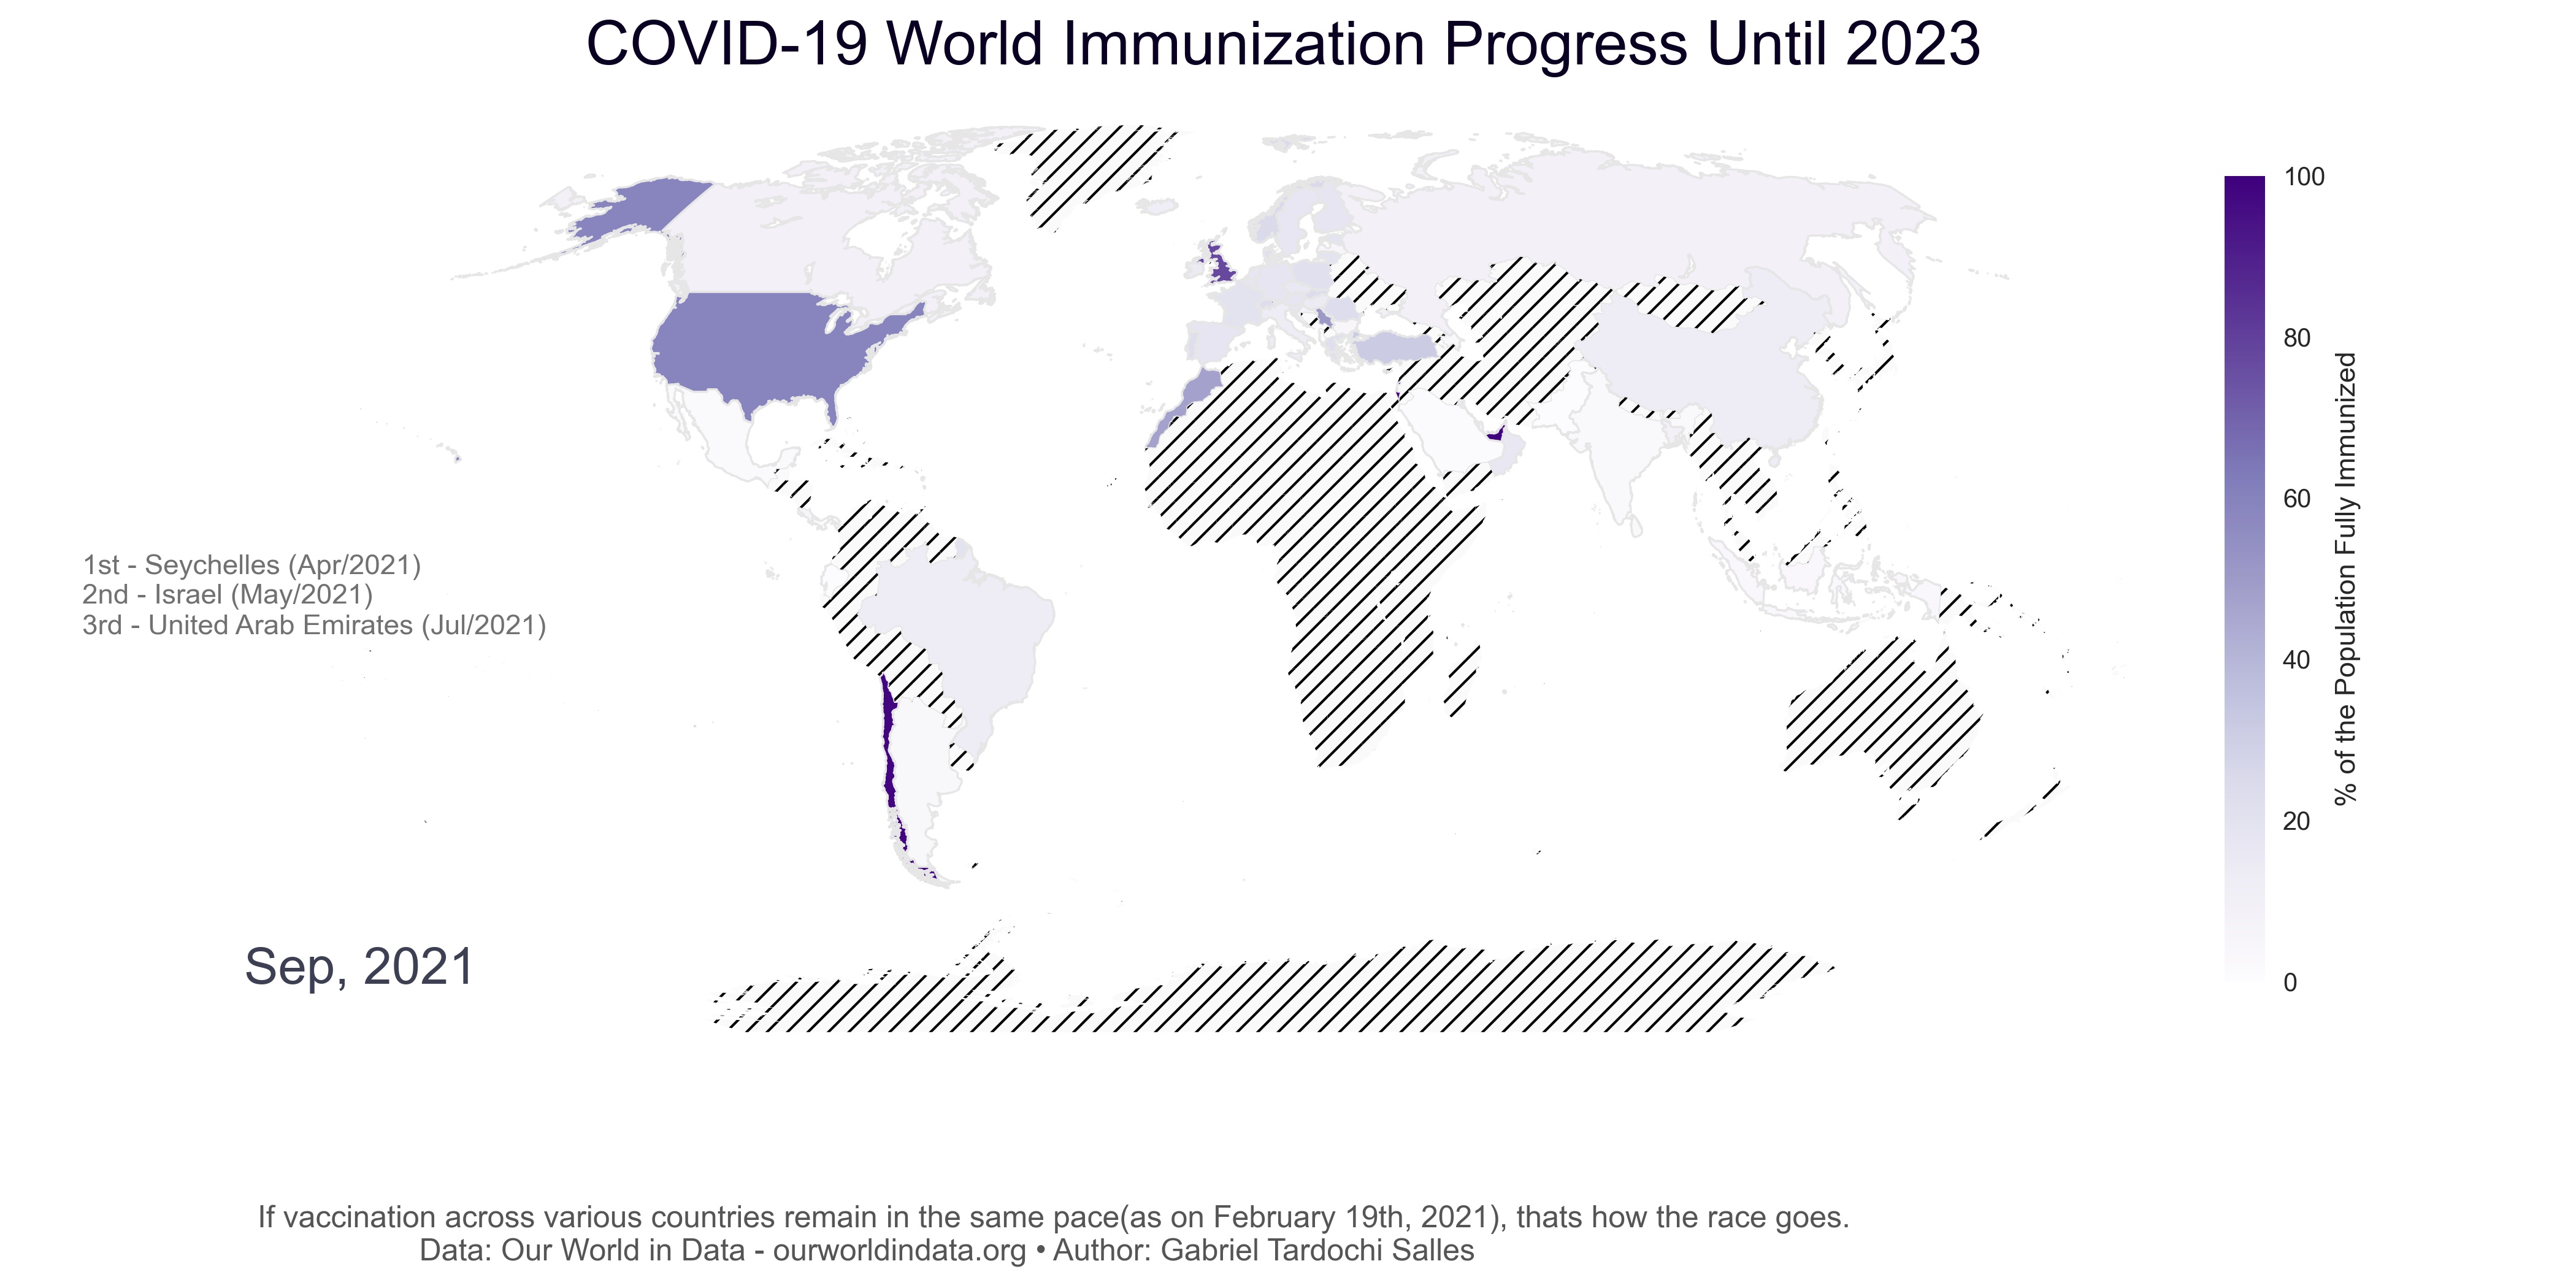 COVID-19 World Immunization Progress Until 2023
100
80
60
40
20
0
% of the Population Fully Immunized
1st - Seychelles (Apr/2021)
2nd - Israel (May/2021)
3rd - United Arab Emirates (Jul/2021)
Sep, 2021
If vaccination across various countries remain in the same pace(as on February 19th, 2021), thats how the race goes.
Data: Our World in Data - ourworldindata.org • Author: Gabriel Tardochi Salles